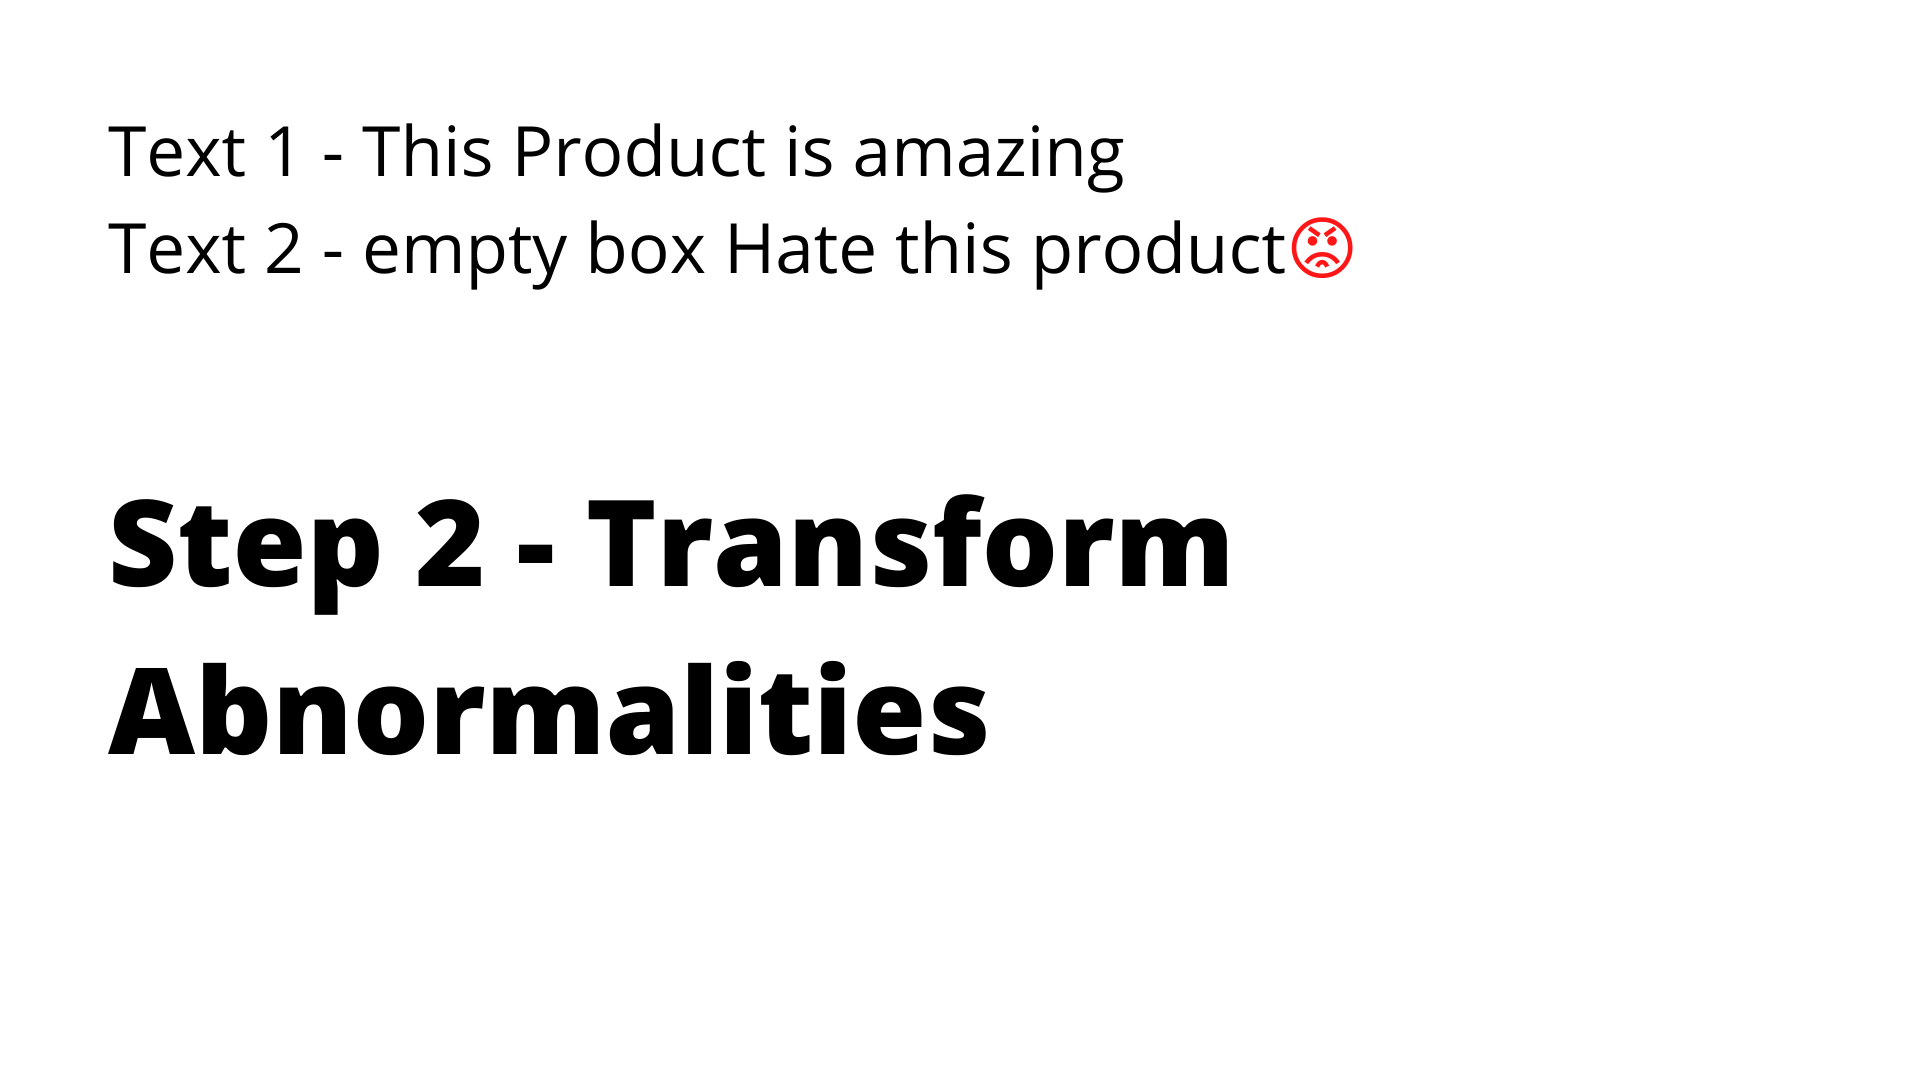 Text 1 - This Product is amazing
Text 2 - empty box Hate this product😡
Step 2 - Transform
Abnormalities